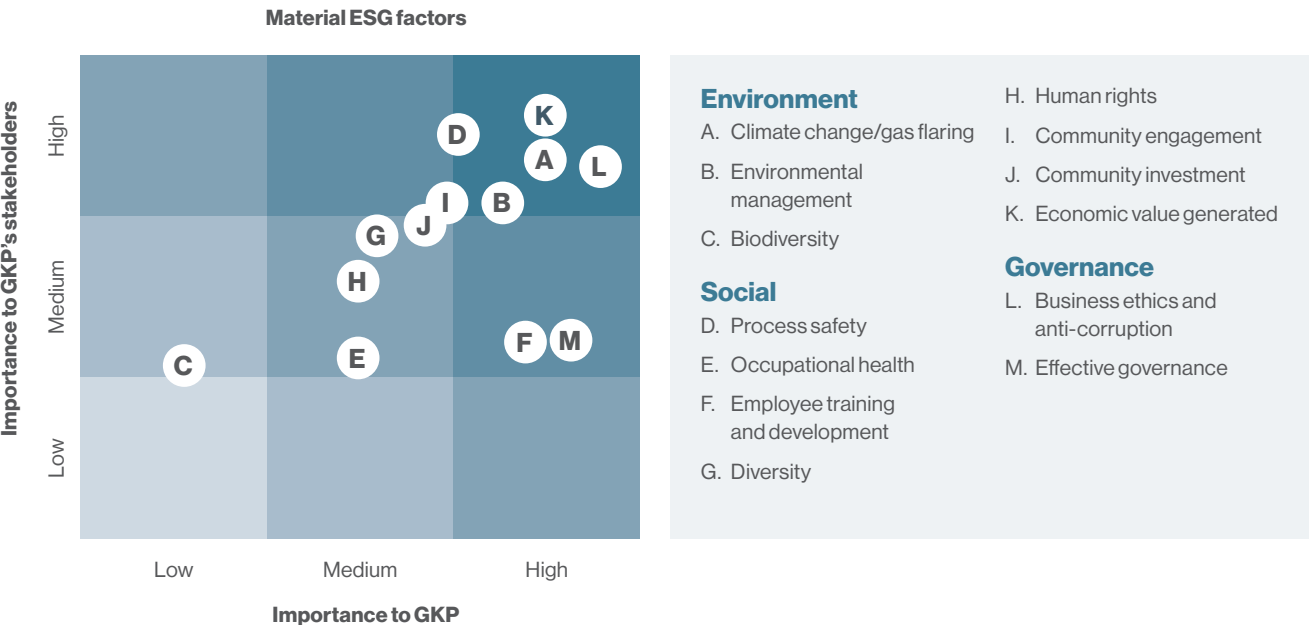 Material ESG factors
Importance to GKP's stakeholders
High
Medium
Low
K
D
A
L
I
B
J
G
H
F
M
E
C
Low
Medium
High
Importance to GKP
Environment
A. Climate change/gas flaring
B. Environmental
management
C. Biodiversity
Social
D. Process safety
E. Occupational health
F. Employee training
and development
G. Diversity
H. Human rights
I. Community engagement
J. Community investment
K. Economic value generated
Governance
L. Business ethics and
anti-corruption
M. Effective governance